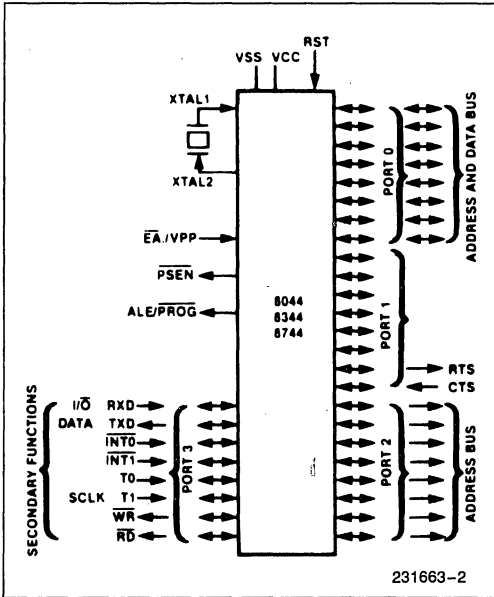 RST
VSS VCC
XTAL1
XTAL2
EA./VPP
PSEN
ALE/PROG
8044
8344
8744
PORT 0
ADDRESS AND DATA BUS
PORT 1
RTS
CTS
SECONDARY FUNCTIONS
I/O RXD
DATA TXD
INT0
INT1
T0
SCLK T1
WR
RD
PORT 3
PORT 2
ADDRESS BUS
231663-2